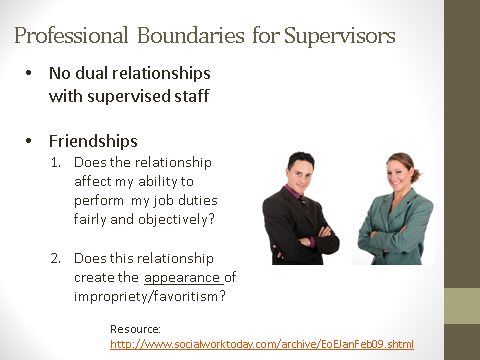 Professional Boundaries for Supervisors
• No dual relationships
with supervised staff
• Friendships
1. Does the relationship
affect my ability to
perform my job duties
fairly and objectively?
2. Does this relationship
create the appearance of
impropriety/favoritism?
Resource:
http://www.socialworktoday.com/archive/EoEJanFeb09.shtml